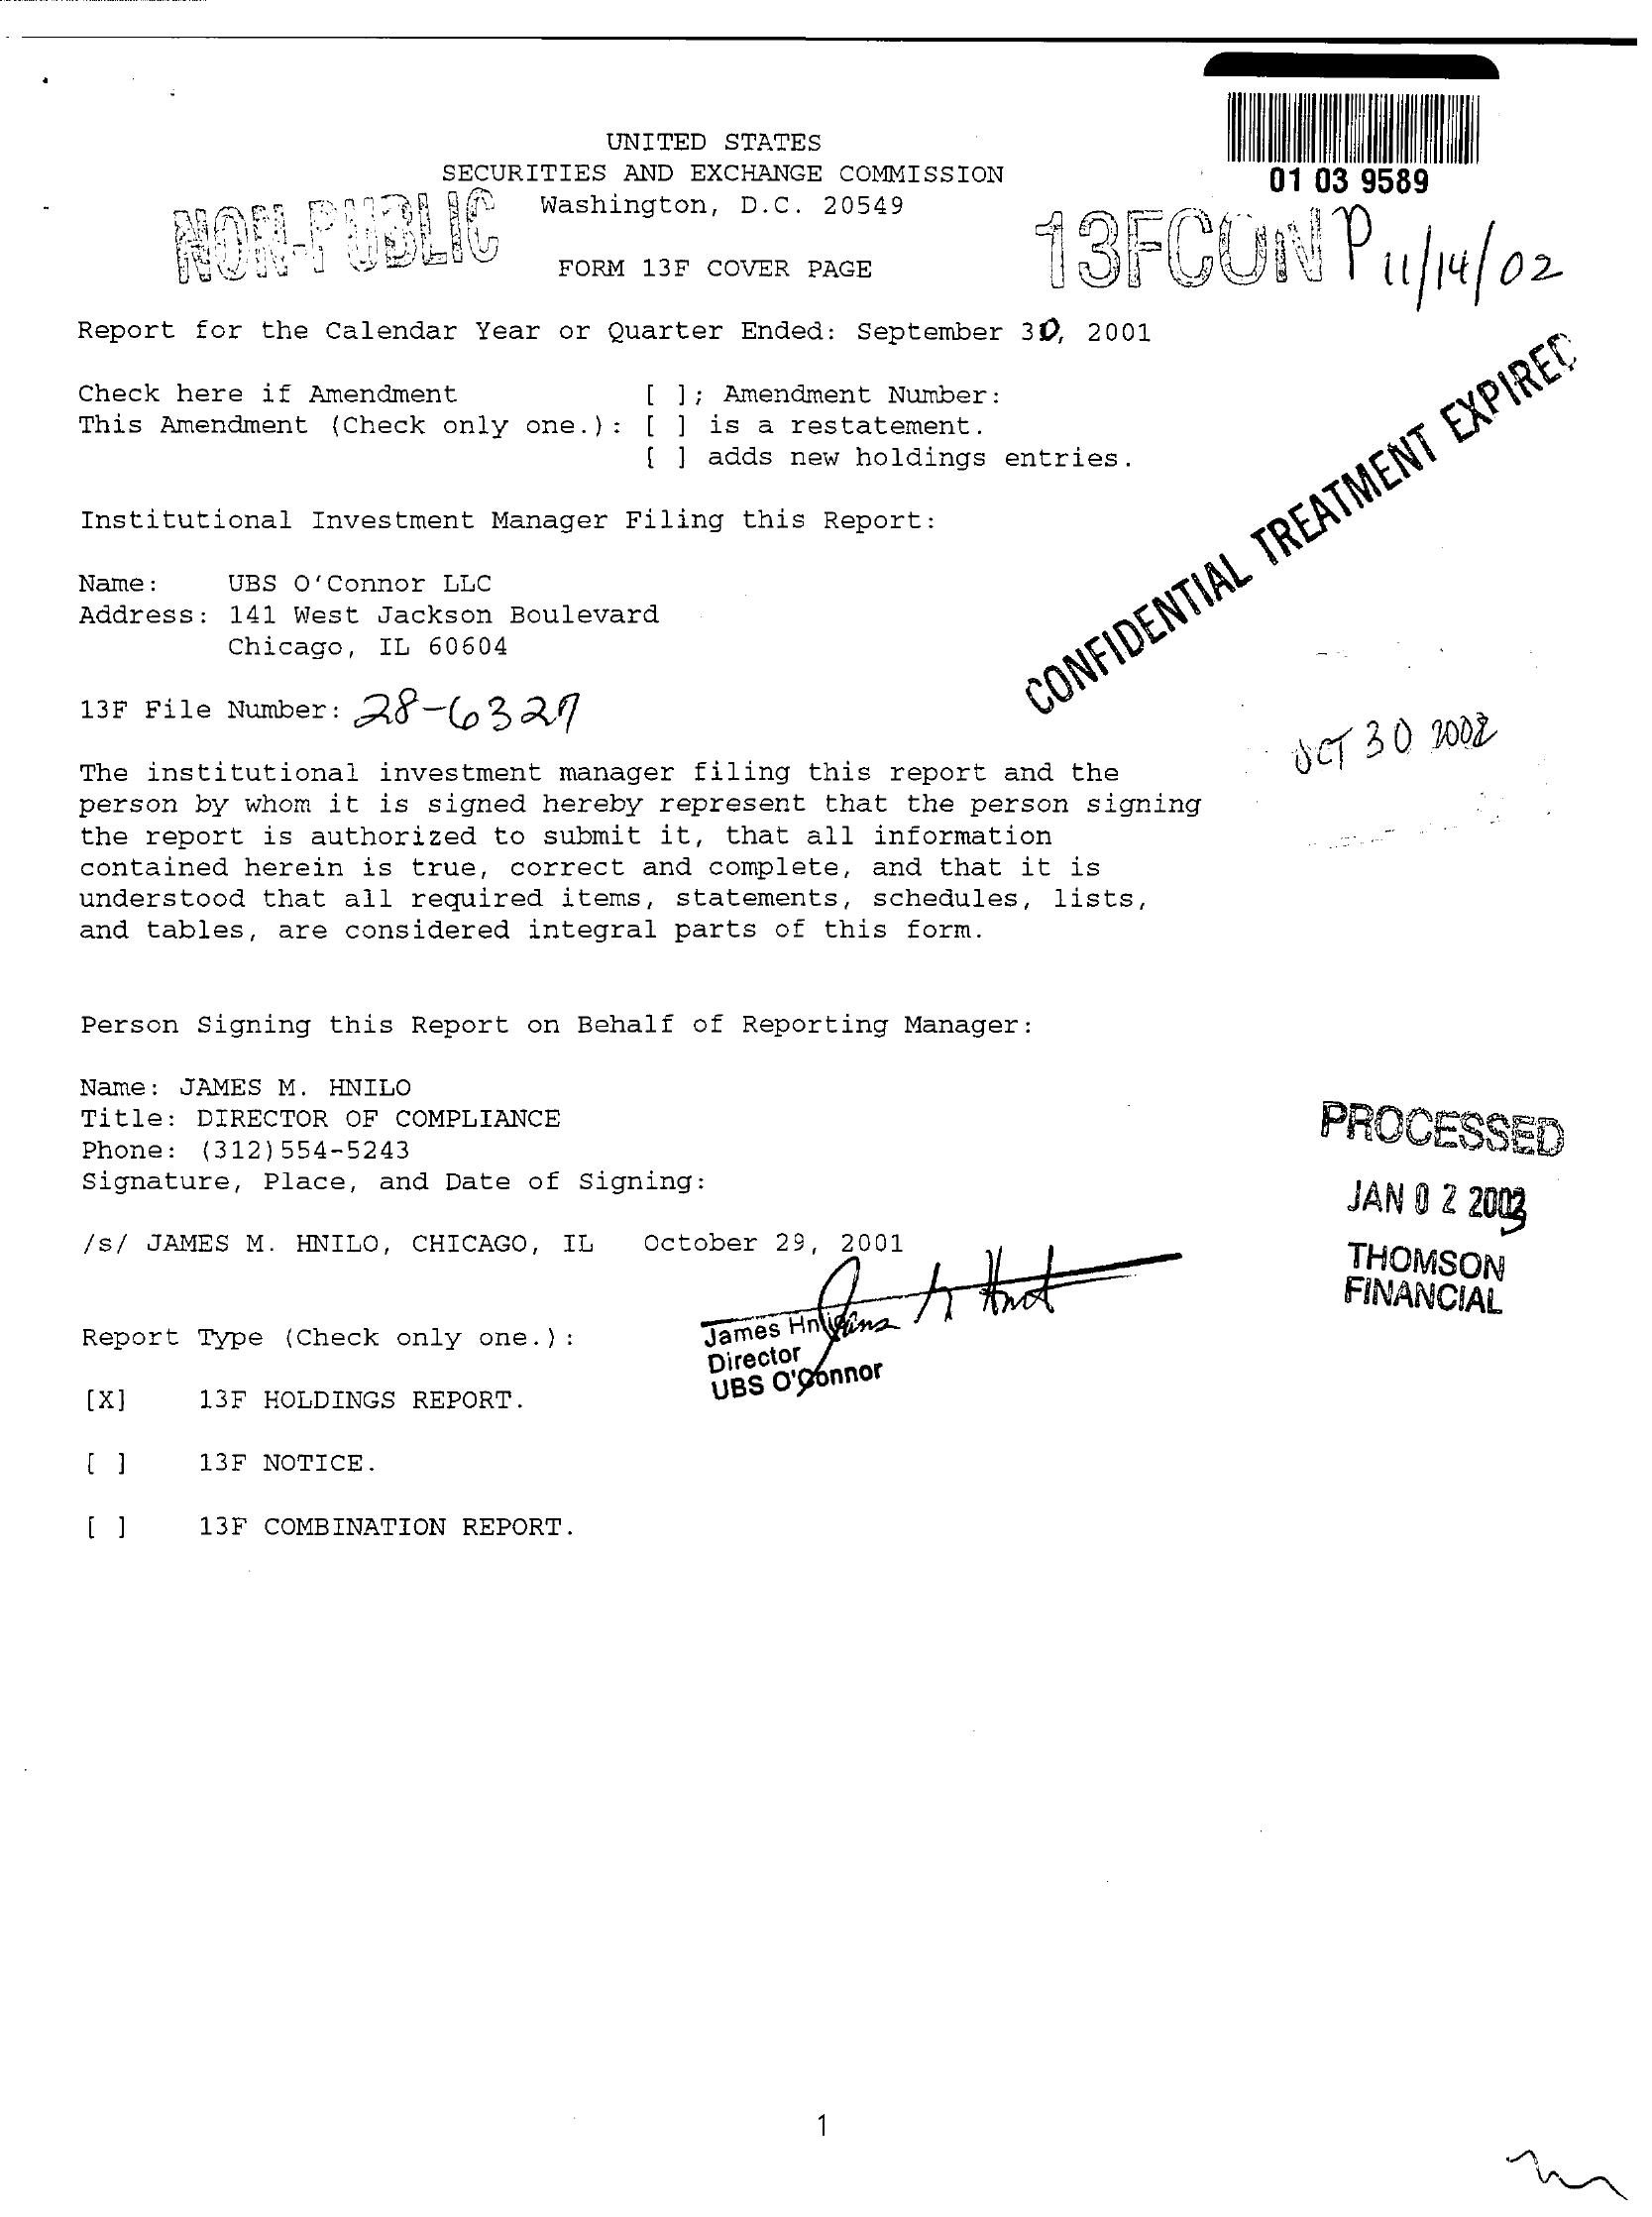 UNITED STATES
SECURITIES AND EXCHANGE COMMISSION
Washington, D.C. 20549
01 03 9589
NON-PUBLIC
13FCON P 11/14/02
FORM 13F COVER PAGE
Report for the Calendar Year or Quarter Ended: September 30, 2001
Check here if Amendment [ ]; Amendment Number:
This Amendment (Check only one.): [ ] is a restatement.
[ ] adds new holdings entries.
CONFIDENTIAL TREATMENT EXPIRED
Institutional Investment Manager Filing this Report:
Name: UBS O'Connor LLC
Address: 141 West Jackson Boulevard
Chicago, IL 60604
13F File Number: 28-6327
OCT 30 2002
The institutional investment manager filing this report and the
person by whom it is signed hereby represent that the person signing
the report is authorized to submit it, that all information
contained herein is true, correct and complete, and that it is
understood that all required items, statements, schedules, lists,
and tables, are considered integral parts of this form.
Person Signing this Report on Behalf of Reporting Manager:
Name: JAMES M. HNILO
Title: DIRECTOR OF COMPLIANCE
Phone: (312)554-5243
Signature, Place, and Date of Signing:
PROCESSED
JAN 02 2003
THOMSON
FINANCIAL
/s/ JAMES M. HNILO, CHICAGO, IL October 29, 2001
James Hnilo
Director
UBS O'Connor
Report Type (Check only one.):
[X] 13F HOLDINGS REPORT.
[ ] 13F NOTICE.
[ ] 13F COMBINATION REPORT.
1